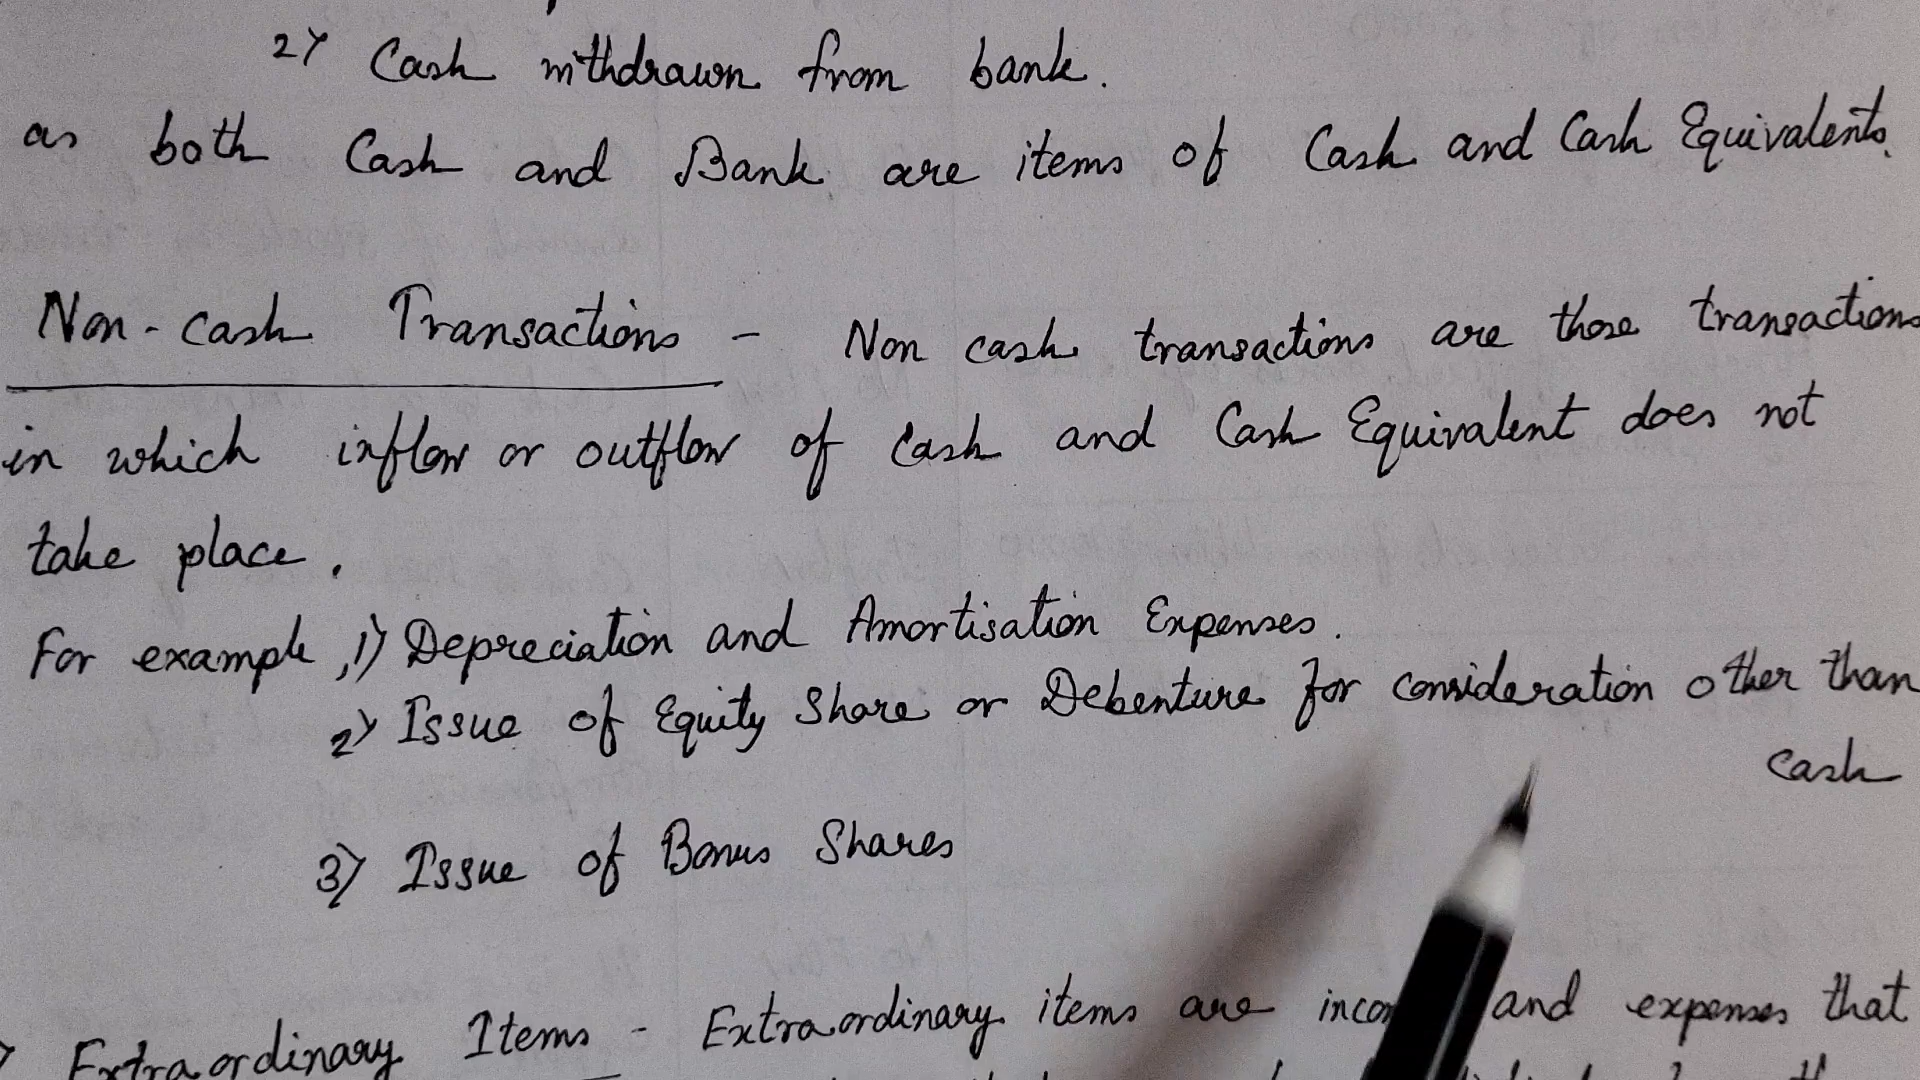 2) Cash withdrawn from bank.
as both Cash and Bank are items of Cash and Cash Equivalents.
Non-cash Transactions - Non cash transactions are those transactions
in which inflow or outflow of cash and Cash Equivalent does not
take place.
For example, 1) Depreciation and Amortisation Expenses.
2) Issue of Equity Share or Debenture for consideration other than
cash
3) Issue of Bonus Shares
Extraordinary Items - Extraordinary items are and expenses that